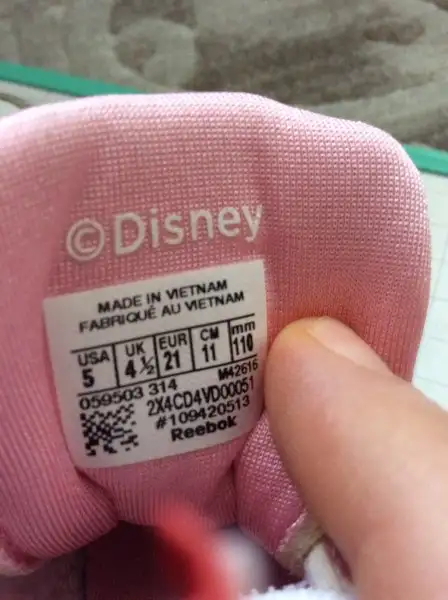 ©Disney
MADE IN VIETNAM
FABRIQUÉ AU VIETNAM
USA UK EUR CM mm
5 4½ 21 11 110
059503 314 M42616
2X4CD4VD00051
#109420513
Reebok